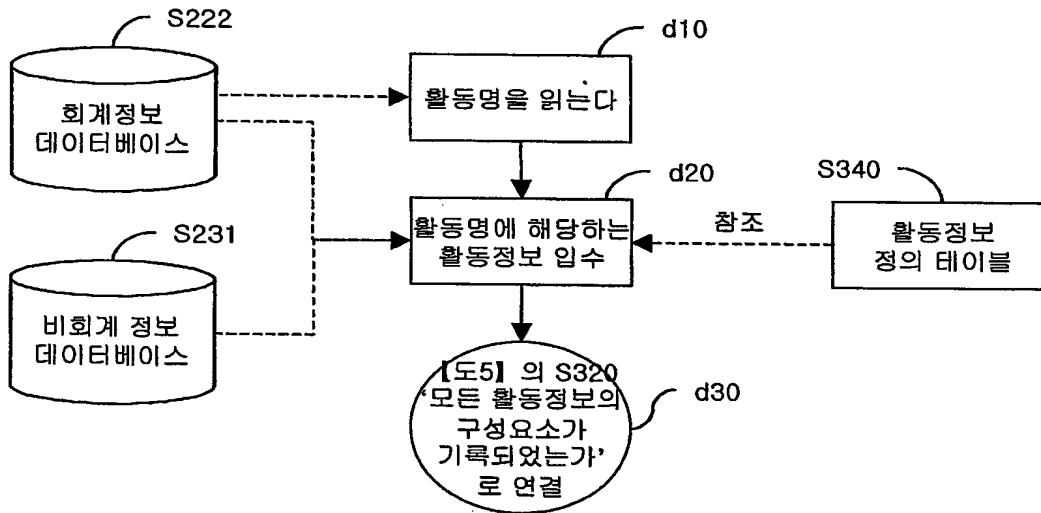 S222
회계정보
데이터베이스
d10
활동명을 읽는다
d20
활동명에 해당하는
활동정보 입수
S340
참조
활동정보
정의 테이블
S231
비회계 정보
데이터베이스
【도5】의 S320
'모든 활동정보의
구성요소가
기록되었는가'
로 연결
d30